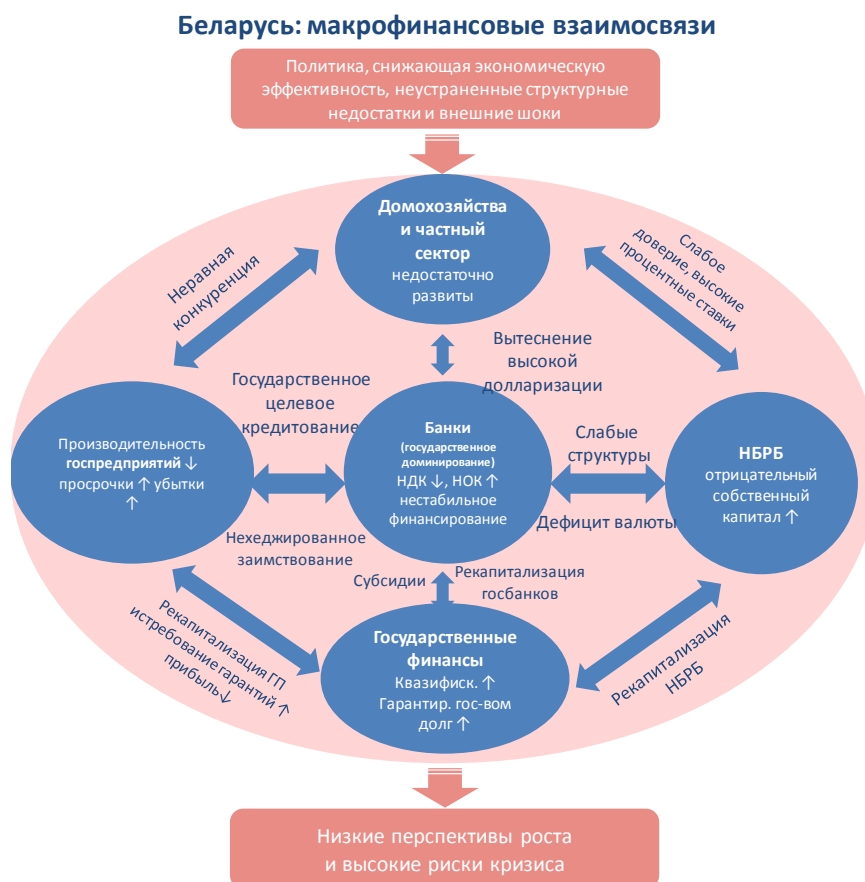 Беларусь: макрофинансовые взаимосвязи
Политика, снижающая экономическую
эффективность, неустраненные структурные
недостатки и внешние шоки
Домохозяйства
и частный
сектор
недостаточно
развиты
Неравная
конкуренция
Слабое
доверие, высокие
процентные ставки
Вытеснение
высокой
долларизации
Государственное
целевое
кредитование
Производительность
госпредприятий ↓
просрочки ↑ убытки
↑
Банки
(государственное
доминирование)
НДК ↓, НОК ↑
нестабильное
финансирование
Слабые
структуры
НБРБ
отрицательный
собственный
капитал ↑
Дефицит валюты
Нехеджированное
заимствование
Субсидии
Рекапитализация
госбанков
Рекапитализация ГП
истребование гарантий ↑
прибыль↓
Государственные
финансы
Квазифиск. ↑
Гарантир. гос-вом
долг ↑
Рекапитализация
НБРБ
Низкие перспективы роста
и высокие риски кризиса